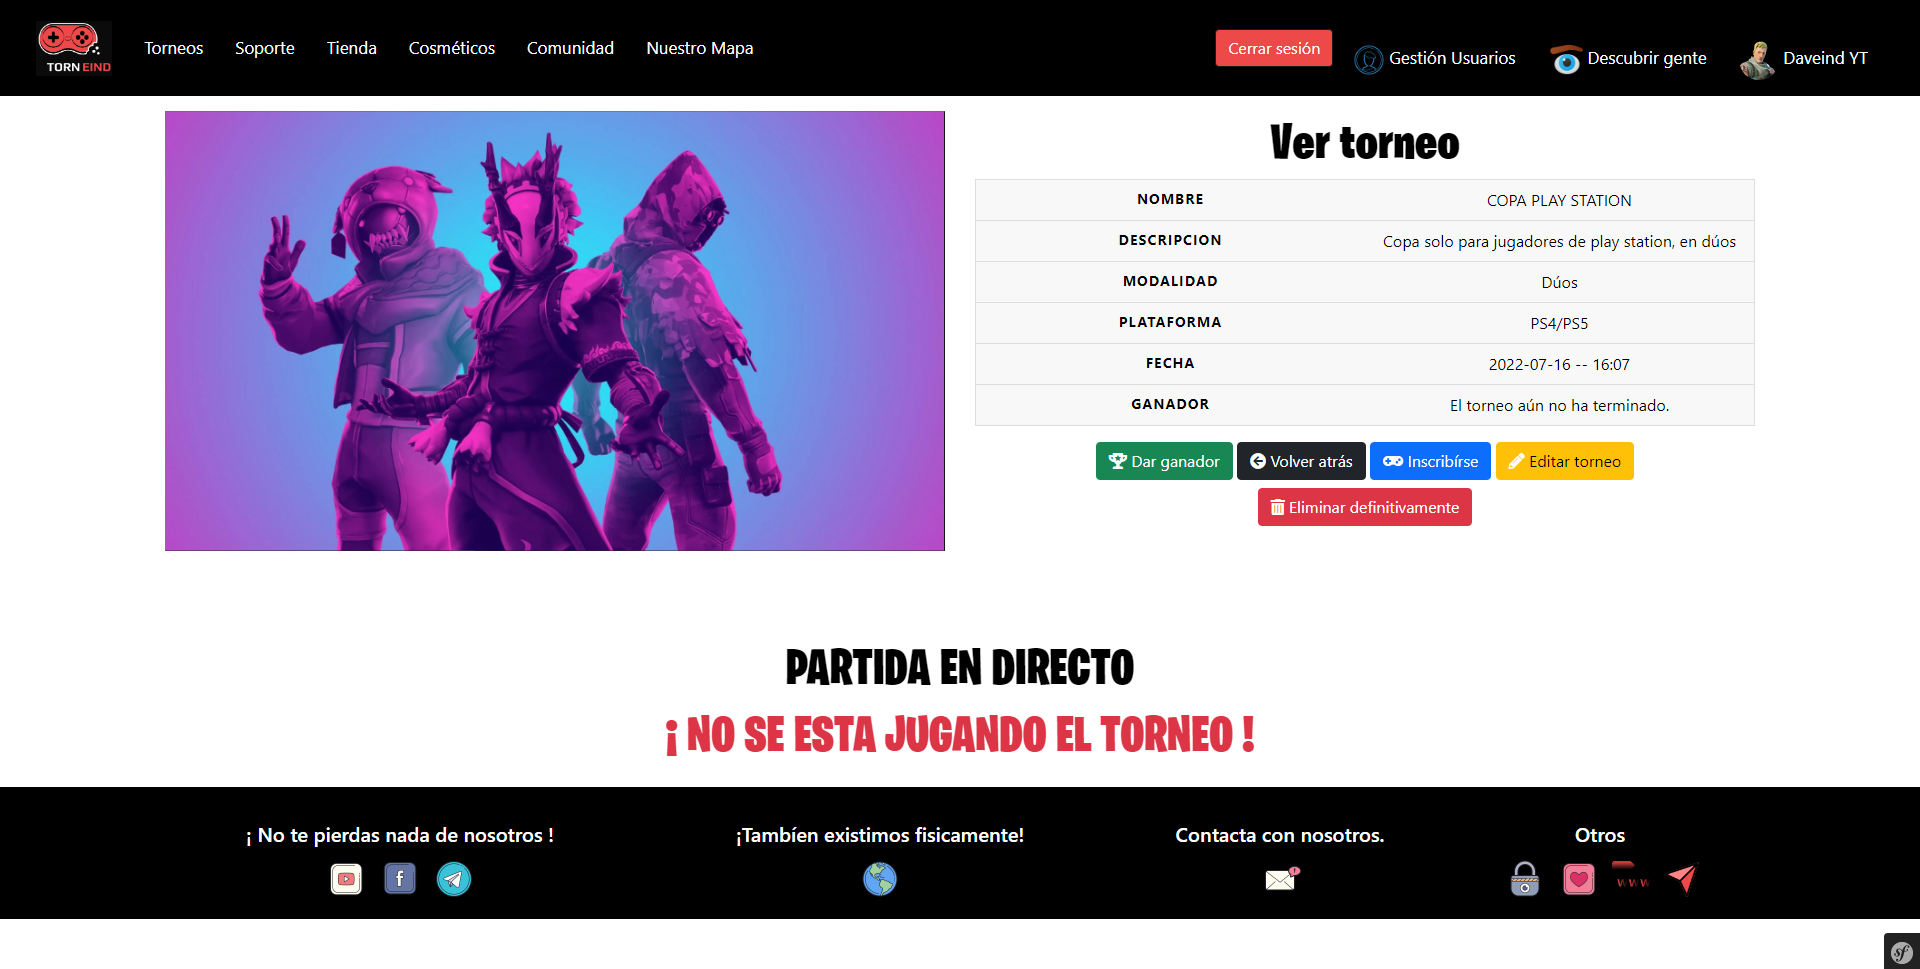 TORNEIND
Torneos
Soporte
Tienda
Cosméticos
Comunidad
Nuestro Mapa
Cerrar sesión
Gestión Usuarios
Descubrir gente
Daveind YT
Ver torneo
NOMBRE COPA PLAY STATION
DESCRIPCION Copa solo para jugadores de play station, en dúos
MODALIDAD Dúos
PLATAFORMA PS4/PS5
FECHA 2022-07-16 -- 16:07
GANADOR El torneo aún no ha terminado.
Dar ganador
Volver atrás
Inscribírse
Editar torneo
Eliminar definitivamente
PARTIDA EN DIRECTO
¡ NO SE ESTA JUGANDO EL TORNEO !
¡ No te pierdas nada de nosotros !
¡Tambíen existimos fisicamente!
Contacta con nosotros.
Otros
WWW
sf